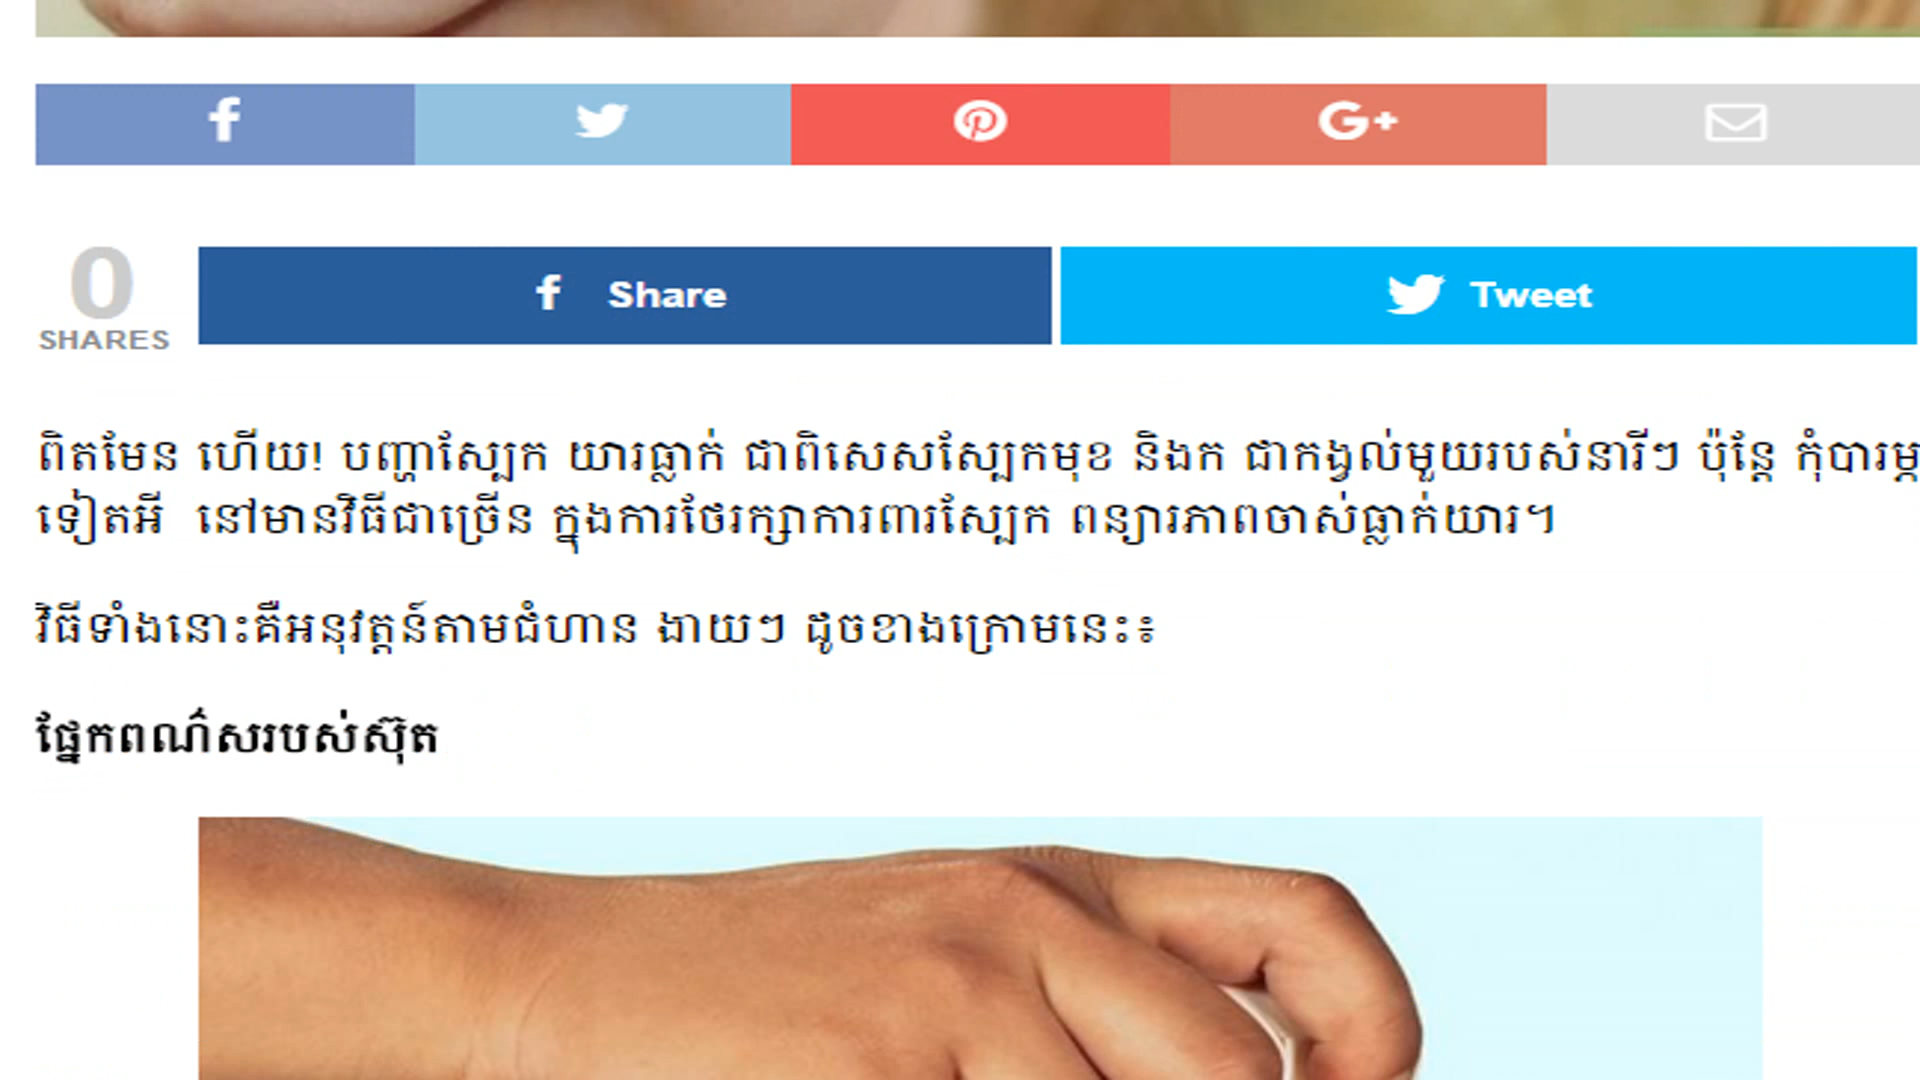 G+
0
SHARES
Share
Tweet
ពិតមែន ហើយ! បញ្ហាស្បែក យារធ្លាក់ ជាពិសេសស្បែកមុខ និងក ជាកង្វល់មួយរបស់នារីៗ ប៉ុន្តែ កុំបារម្ភ
ទៀតអី នៅមានវិធីជាច្រើន ក្នុងការថែរក្សាការពារស្បែក ពន្យារភាពចាស់ធ្លាក់យារ។
វិធីទាំងនោះគឺអនុវត្តន៍តាមជំហាន ងាយៗ ដូចខាងក្រោមនេះ៖
ផ្នែកពណ៌សរបស់ស៊ុត